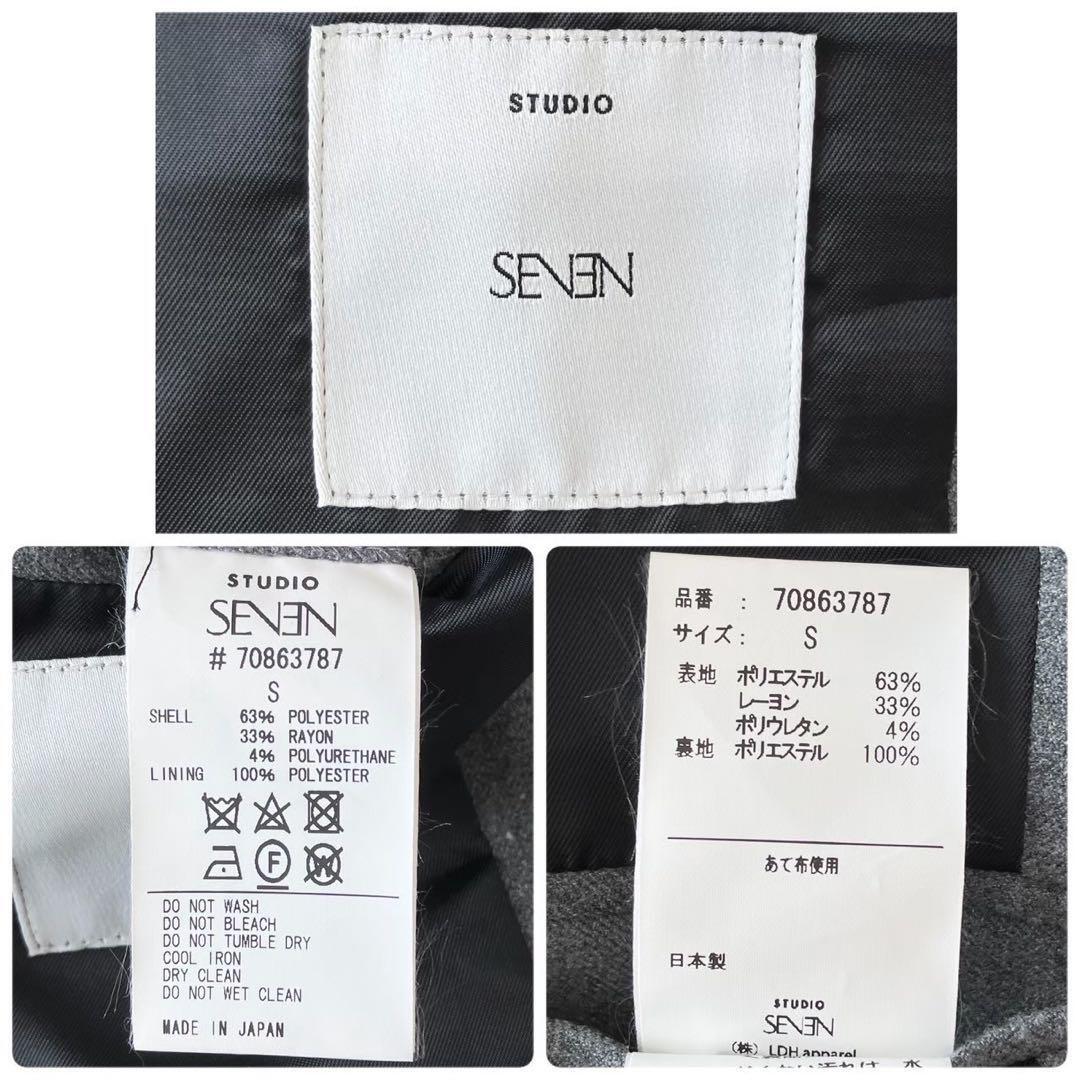 STUDIO
SEVEN
STUDIO
SEVEN
# 70863787
S
SHELL 63% POLYESTER
33% RAYON
4% POLYURETHANE
LINING 100% POLYESTER
F
W
DO NOT WASH
DO NOT BLEACH
DO NOT TUMBLE DRY
COOL IRON
DRY CLEAN
DO NOT WET CLEAN
MADE IN JAPAN
品番 : 70863787
サイズ : S
表地 ポリエステル 63%
レーヨン 33%
ポリウレタン 4%
裏地 ポリエステル 100%
あて布使用
日本製
STUDIO
SEVEN
(株) LDH apparel